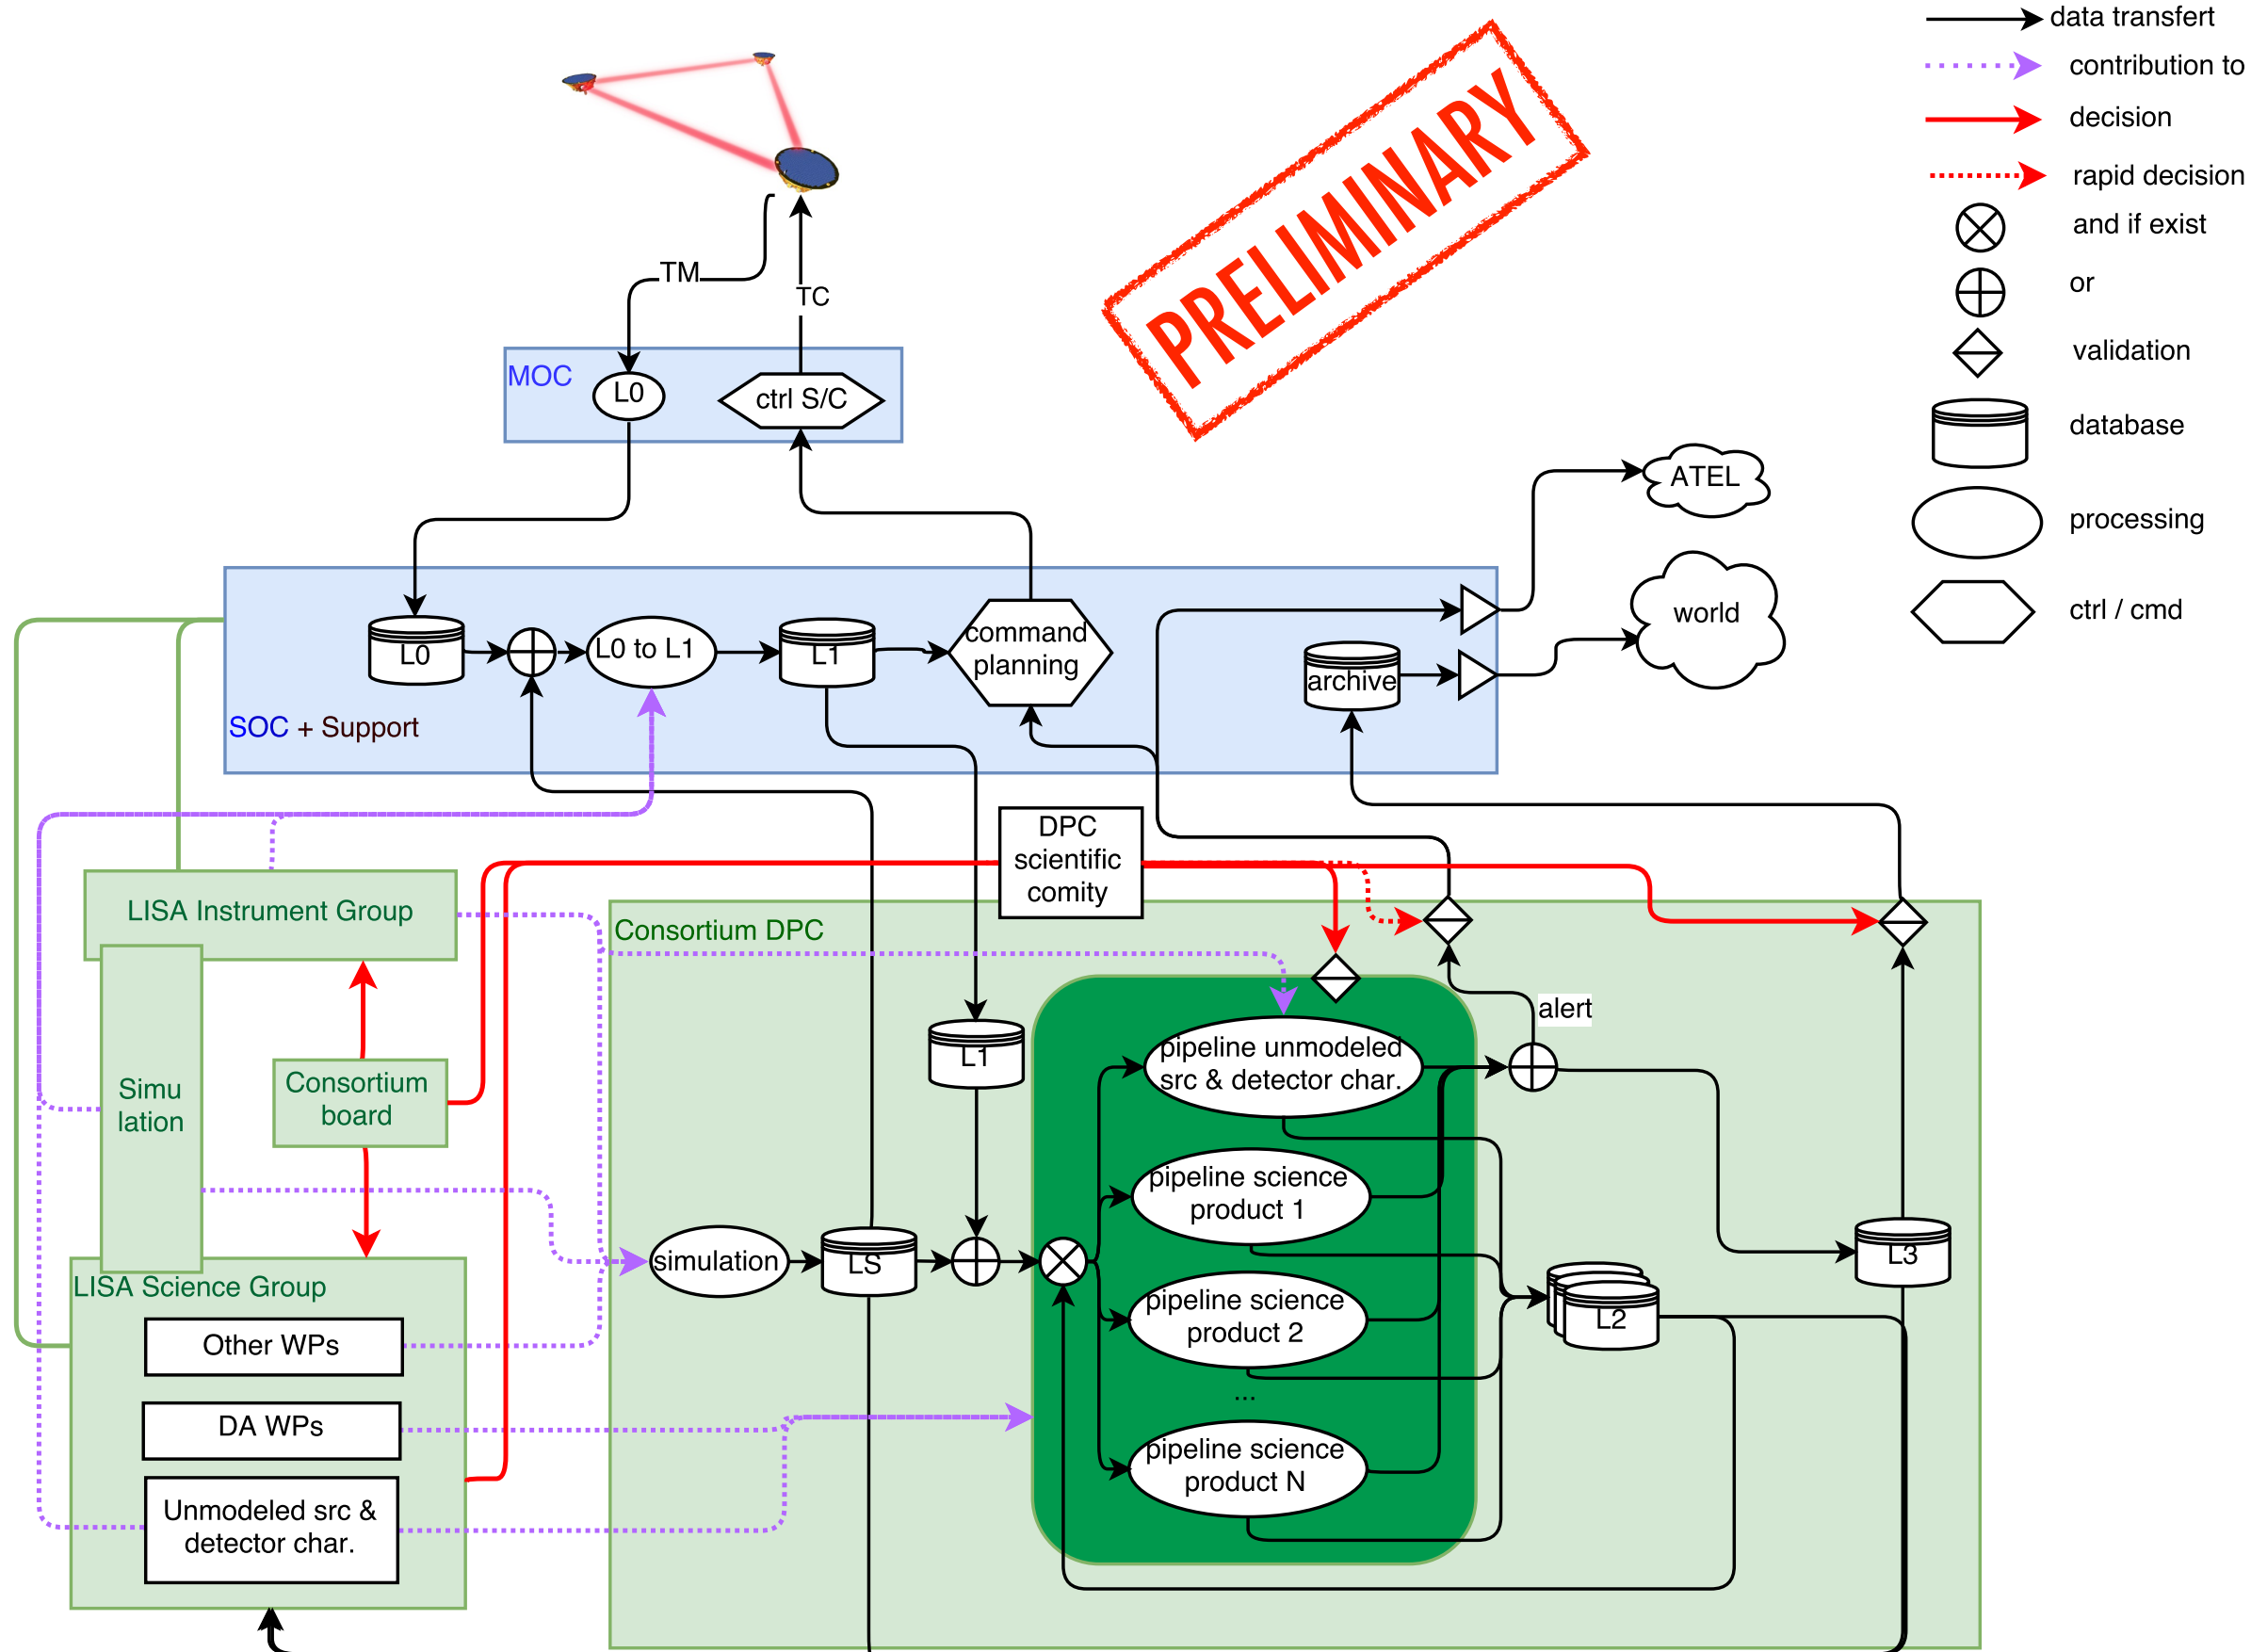 data transfert
contribution to
decision
rapid decision
and if exist
or
validation
database
processing
ctrl / cmd
PRELIMINARY
TM
TC
MOC
L0
ctrl S/C
ATEL
world
L0
L0 to L1
L1
command
planning
archive
SOC + Support
DPC
scientific
comity
LISA Instrument Group
Consortium DPC
alert
Simu
lation
Consortium
board
L1
pipeline unmodeled
src & detector char.
pipeline science
product 1
simulation
LS
L3
LISA Science Group
pipeline science
product 2
L2
Other WPs
...
DA WPs
pipeline science
product N
Unmodeled src &
detector char.